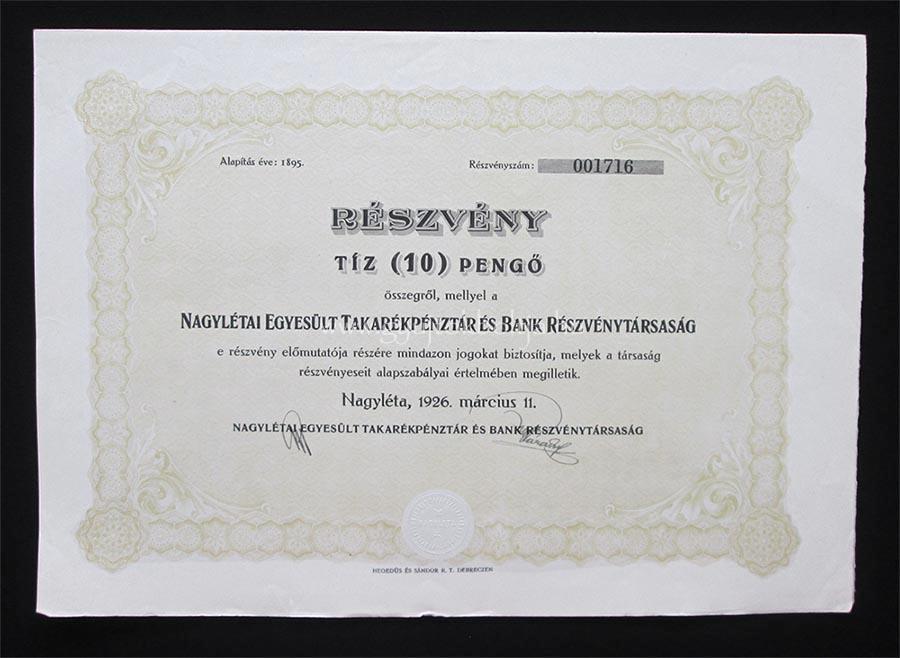 Alapítás éve: 1895.
Részvényszám: 001716
RÉSZVÉNY
TÍZ (10) PENGŐ
összegről, mellyel a
NAGYLÉTAI EGYESÜLT TAKARÉKPÉNZTÁR ÉS BANK RÉSZVÉNYTÁRSASÁG
e részvény előmutatója részére mindazon jogokat biztosítja, melyek a társaság
részvényeseit alapszabályai értelmében megilletik.
Nagyléta, 1926. március 11.
NAGYLÉTAI EGYESÜLT TAKARÉKPÉNZTÁR ÉS BANK RÉSZVÉNYTÁRSASÁG
NAGYLÉTA
HEGEDÜS ÉS SÁNDOR R. T. DEBRECZEN